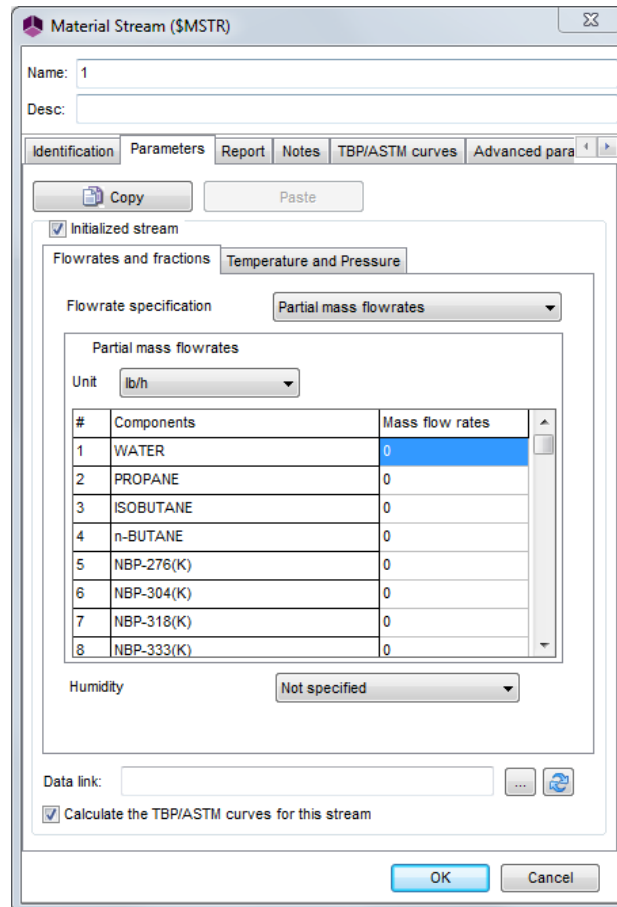 Material Stream ($MSTR)
Name: 1
Desc:
Identification Parameters Report Notes TBP/ASTM curves Advanced para
Copy Paste
Initialized stream
Flowrates and fractions Temperature and Pressure
Flowrate specification Partial mass flowrates
Partial mass flowrates
Unit lb/h
# Components Mass flow rates
1 WATER 0
2 PROPANE 0
3 ISOBUTANE 0
4 n-BUTANE 0
5 NBP-276(K) 0
6 NBP-304(K) 0
7 NBP-318(K) 0
8 NBP-333(K) 0
Humidity Not specified
Data link: ...
Calculate the TBP/ASTM curves for this stream
OK Cancel